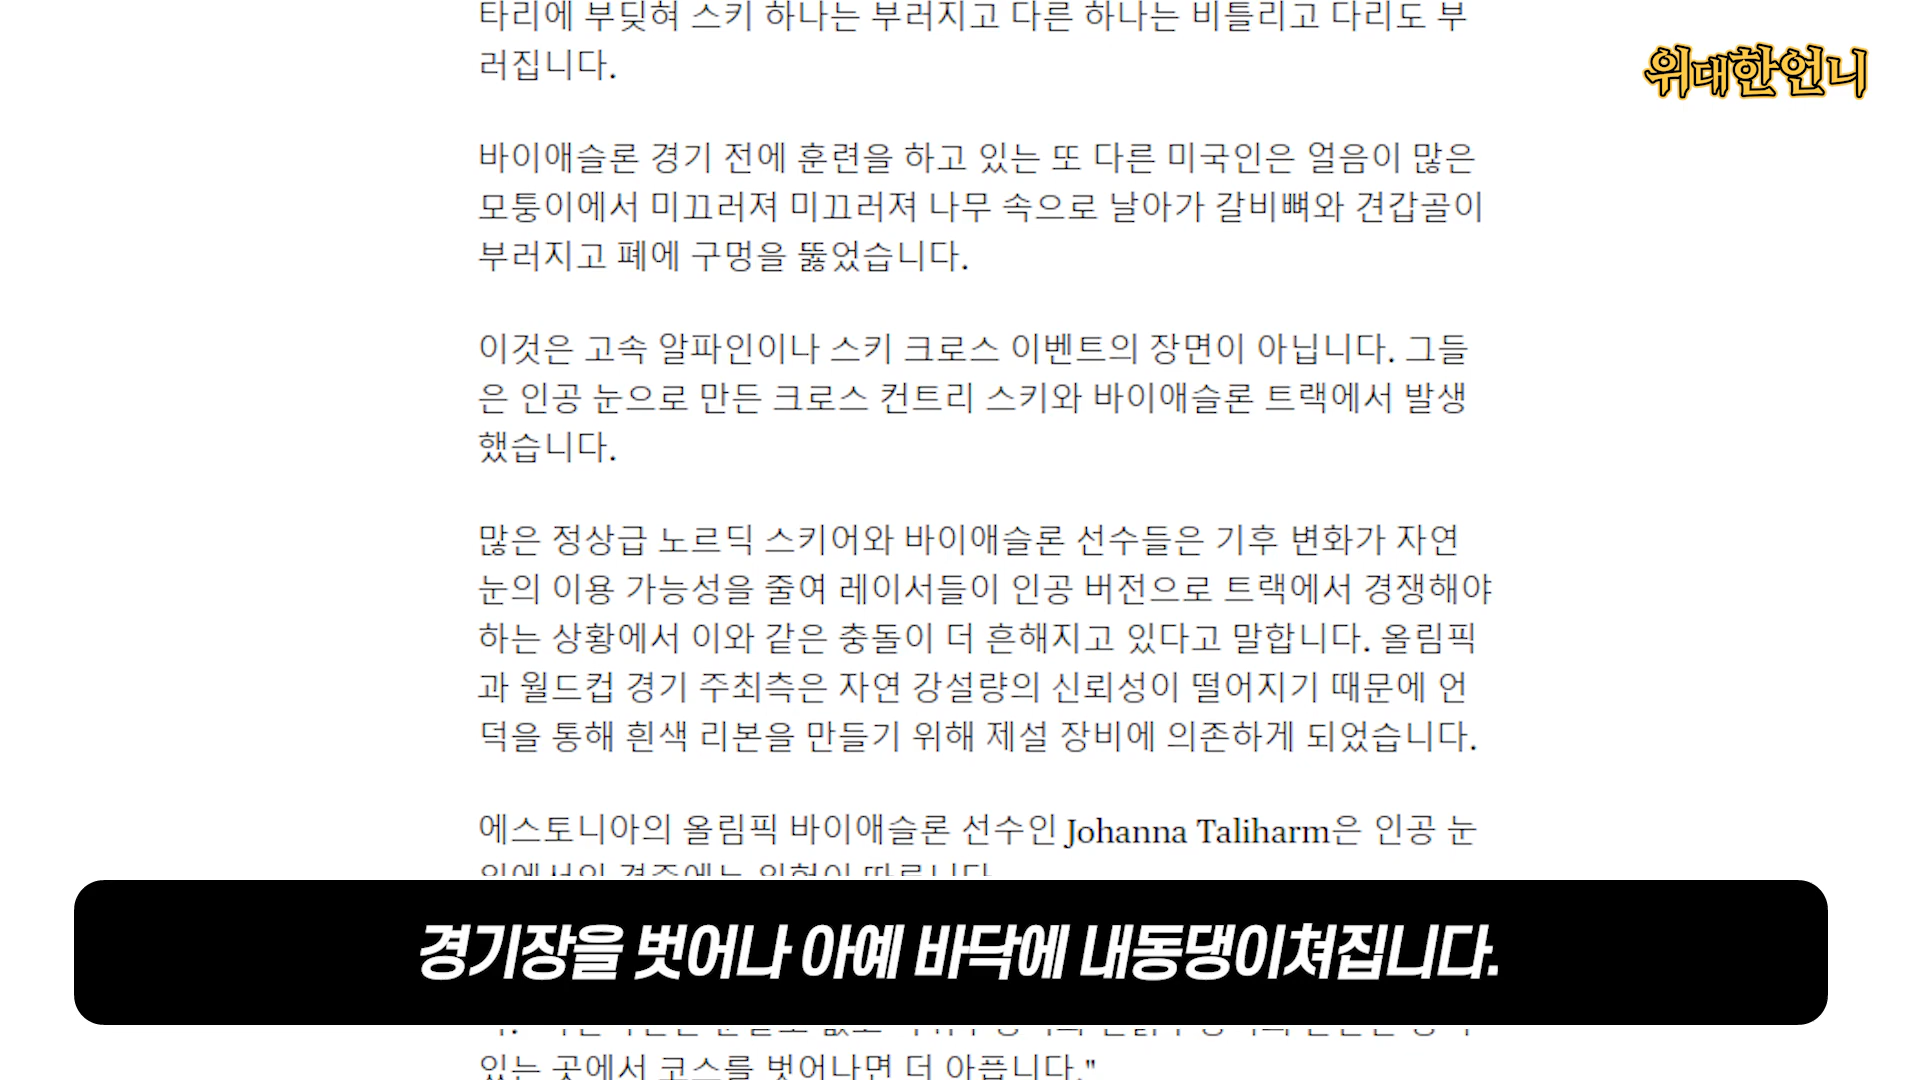 타리에 부딪혀 스키 하나는 부러지고 다른 하나는 비틀리고 다리도 부
러집니다.
위대한언니
바이애슬론 경기 전에 훈련을 하고 있는 또 다른 미국인은 얼음이 많은
모퉁이에서 미끄러져 미끄러져 나무 속으로 날아가 갈비뼈와 견갑골이
부러지고 폐에 구멍을 뚫었습니다.
이것은 고속 알파인이나 스키 크로스 이벤트의 장면이 아닙니다. 그들
은 인공 눈으로 만든 크로스 컨트리 스키와 바이애슬론 트랙에서 발생
했습니다.
많은 정상급 노르딕 스키어와 바이애슬론 선수들은 기후 변화가 자연
눈의 이용 가능성을 줄여 레이서들이 인공 버전으로 트랙에서 경쟁해야
하는 상황에서 이와 같은 충돌이 더 흔해지고 있다고 말합니다. 올림픽
과 월드컵 경기 주최측은 자연 강설량의 신뢰성이 떨어지기 때문에 언
덕을 통해 흰색 리본을 만들기 위해 제설 장비에 의존하게 되었습니다.
에스토니아의 올림픽 바이애슬론 선수인 Johanna Taliharm은 인공 눈
위에서의 경주에는 위험이 따릅니다
경기장을 벗어나 아예 바닥에 내동댕이쳐집니다.
있는 곳에서 코스를 벗어나면 더 아픕니다."